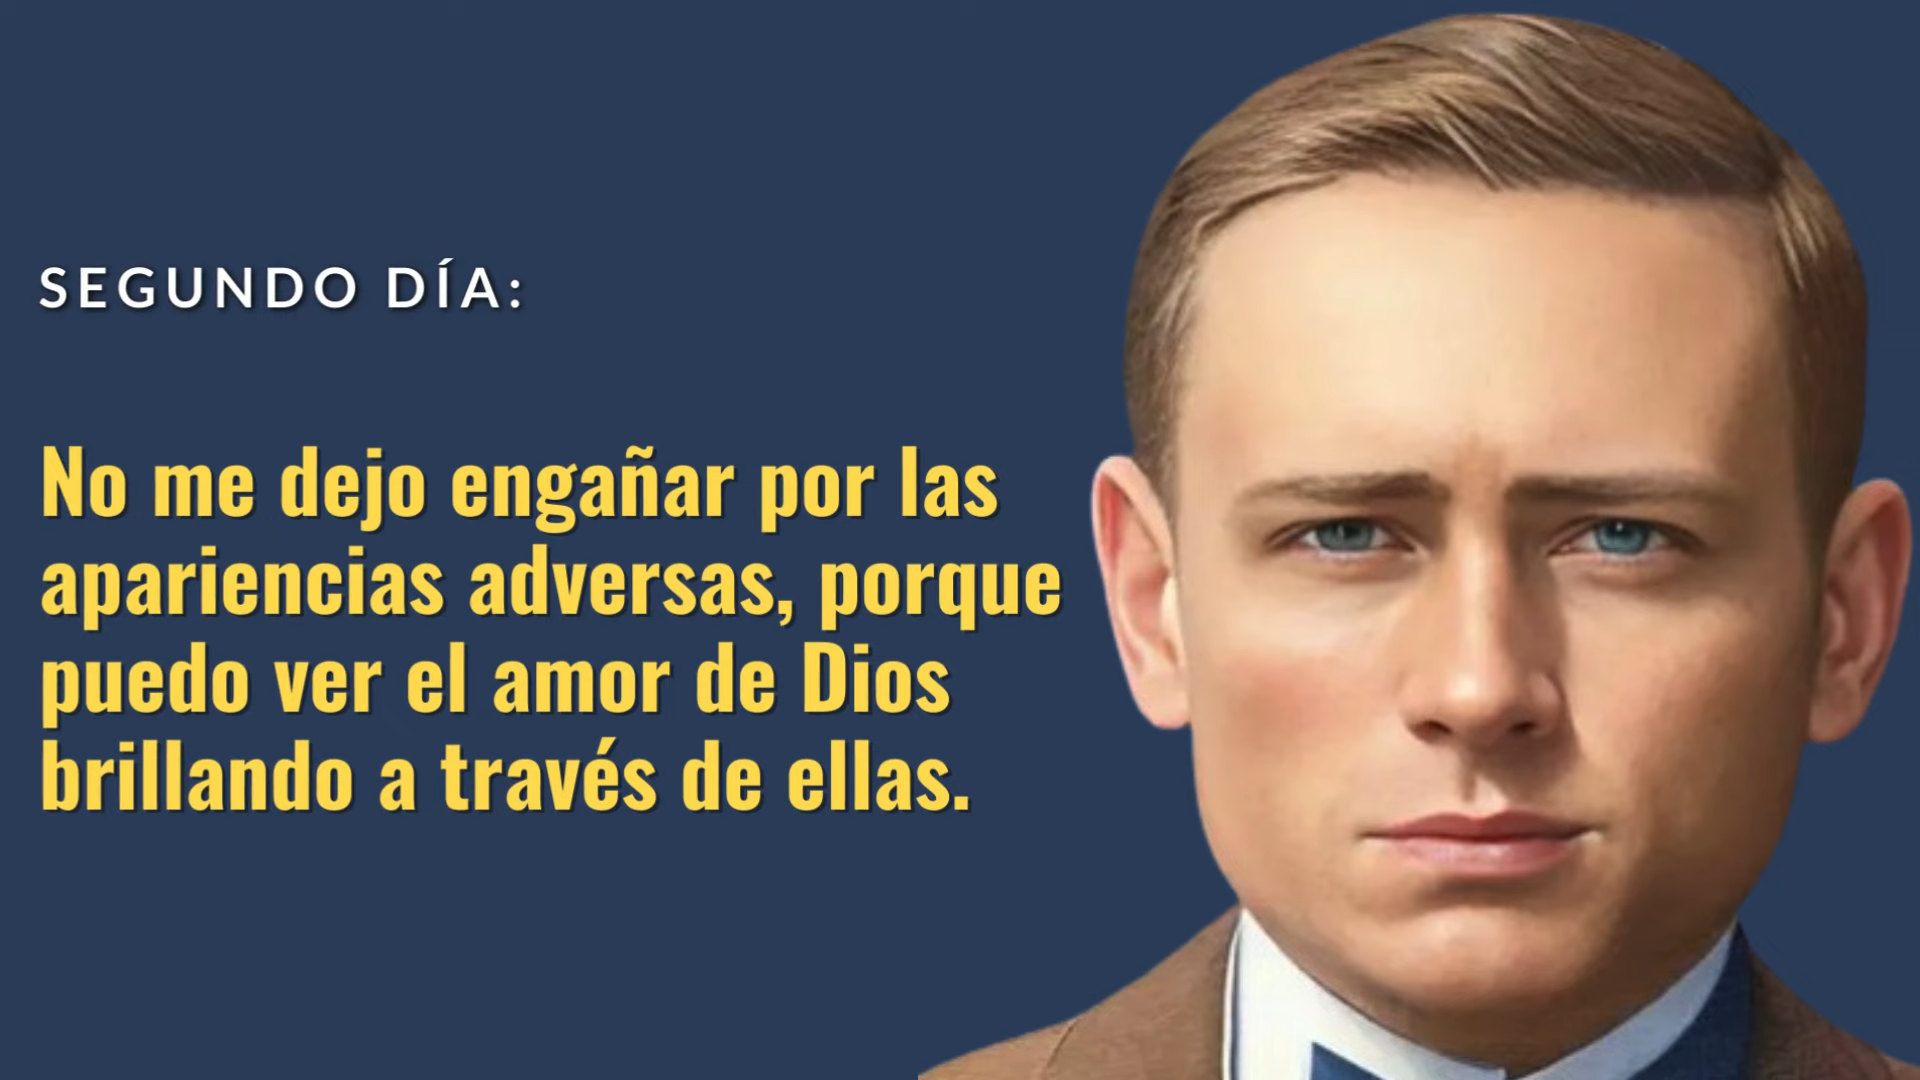 SEGUNDO DÍA:
No me dejo engañar por las
apariencias adversas, porque
puedo ver el amor de Dios
brillando a través de ellas.